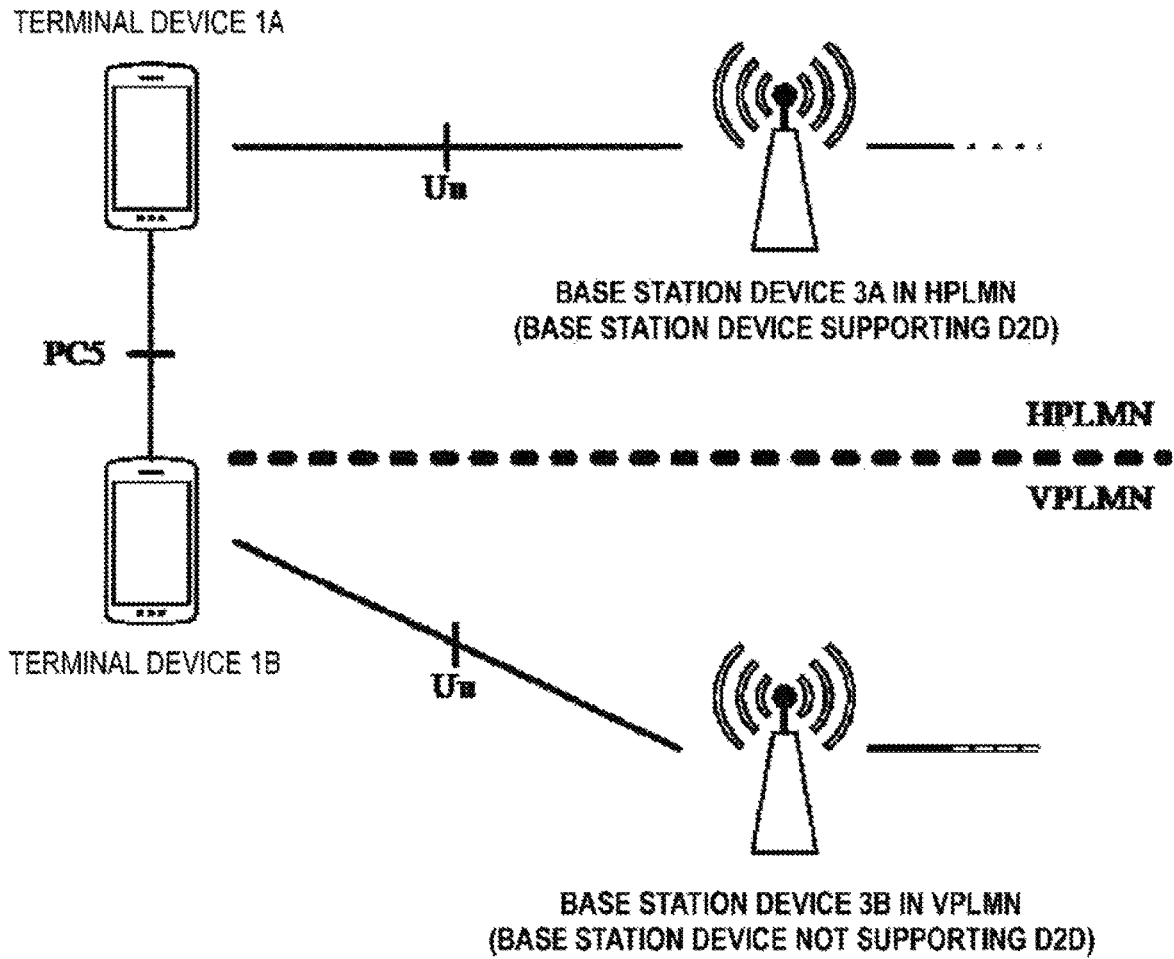 TERMINAL DEVICE 1A
Uu
BASE STATION DEVICE 3A IN HPLMN
(BASE STATION DEVICE SUPPORTING D2D)
PC5
HPLMN
VPLMN
TERMINAL DEVICE 1B
Uu
BASE STATION DEVICE 3B IN VPLMN
(BASE STATION DEVICE NOT SUPPORTING D2D)